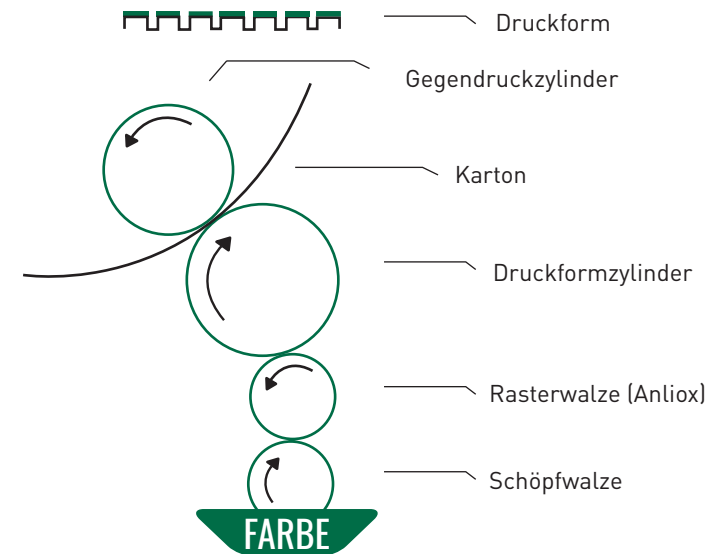 Druckform
Gegendruckzylinder
Karton
Druckformzylinder
Rasterwalze (Anliox)
Schöpfwalze
FARBE